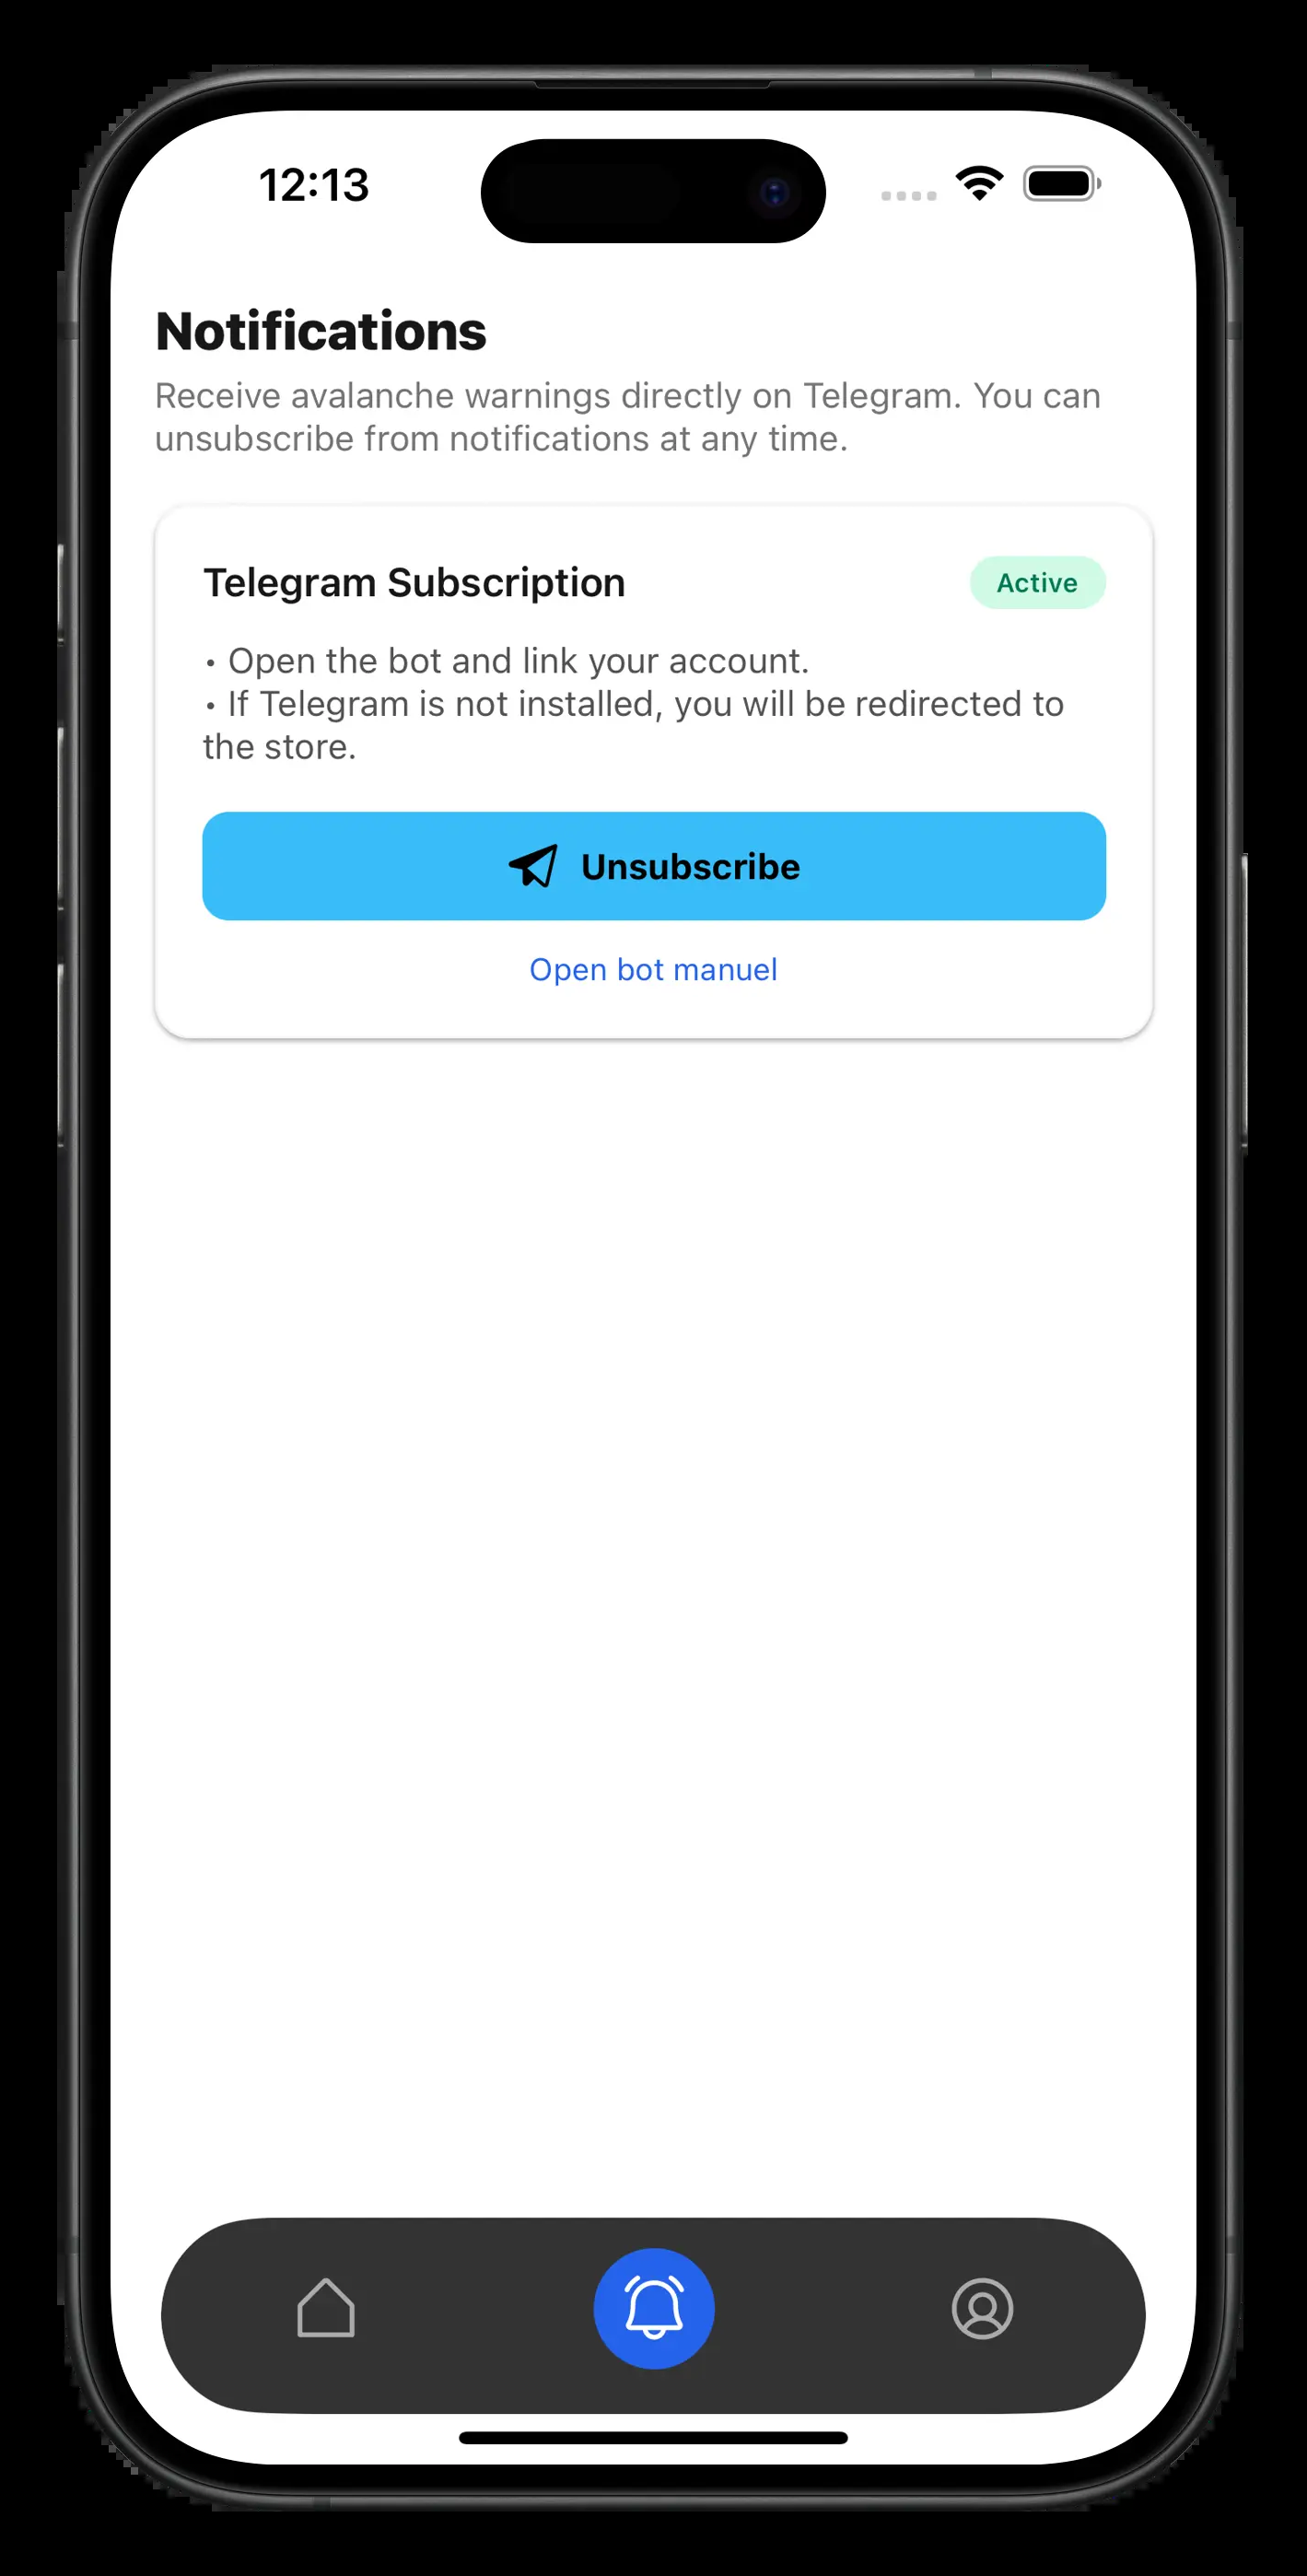 12:13
Notifications
Receive avalanche warnings directly on Telegram. You can
unsubscribe from notifications at any time.
Telegram Subscription
Active
• Open the bot and link your account.
• If Telegram is not installed, you will be redirected to
the store.
Unsubscribe
Open bot manuel